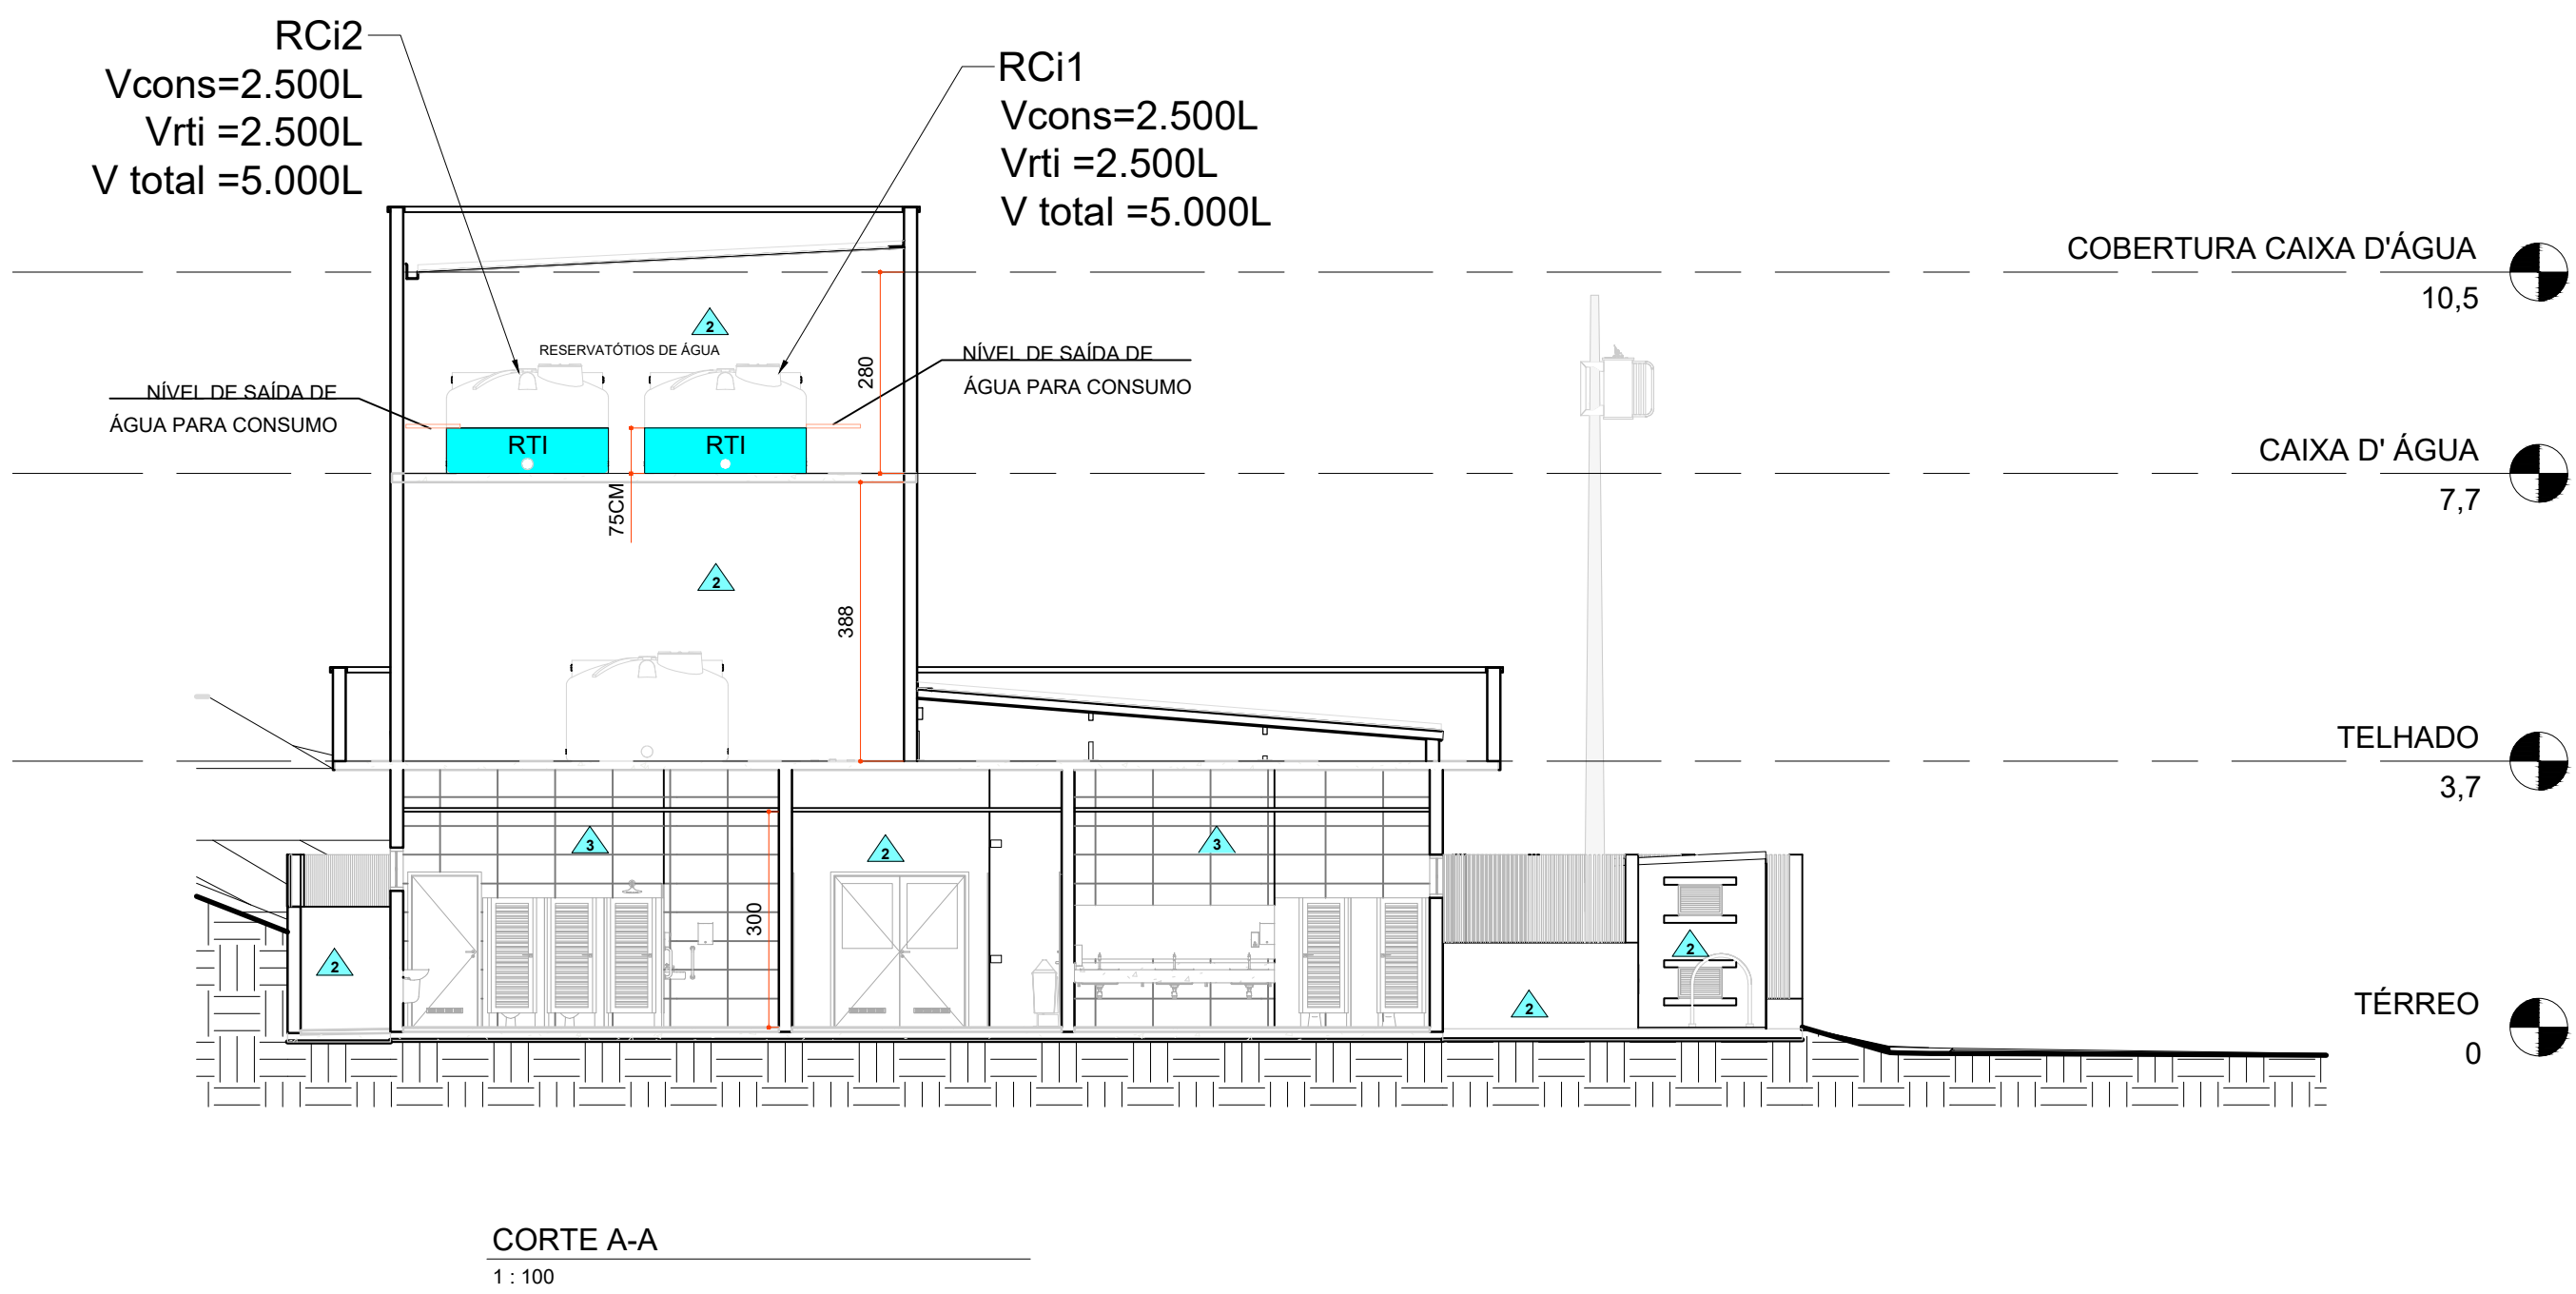 RCi2
Vcons=2.500L
Vrti =2.500L
V total =5.000L
RCi1
Vcons=2.500L
Vrti =2.500L
V total =5.000L
COBERTURA CAIXA D'ÁGUA
10,5
2
RESERVATÓTIOS DE ÁGUA
280
NÍVEL DE SAÍDA DE
ÁGUA PARA CONSUMO
NÍVEL DE SAÍDA DE
ÁGUA PARA CONSUMO
RTI
RTI
CAIXA D' ÁGUA
7,7
75CM
2
388
TELHADO
3,7
3
2
3
300
2
2
2
TÉRREO
0
CORTE A-A
1 : 100